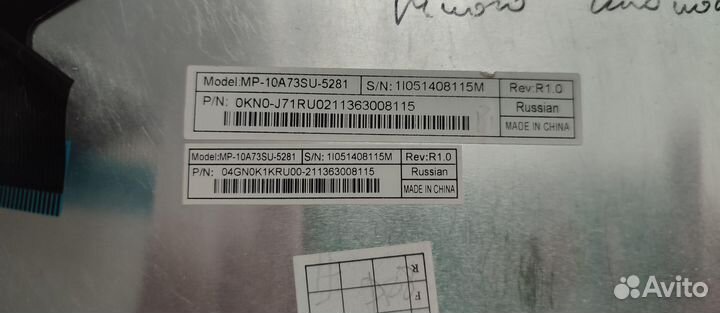 Model:MP-10A73SU-5281 S/N: 1I051408115M Rev:R1.0
P/N: 0KN0-J71RU0211363008115 Russian
MADE IN CHINA
Model:MP-10A73SU-5281 S/N: 1I051408115M Rev:R1.0
P/N: 04GN0K1KRU00-211363008115 Russian
MADE IN CHINA
R
F
Avito